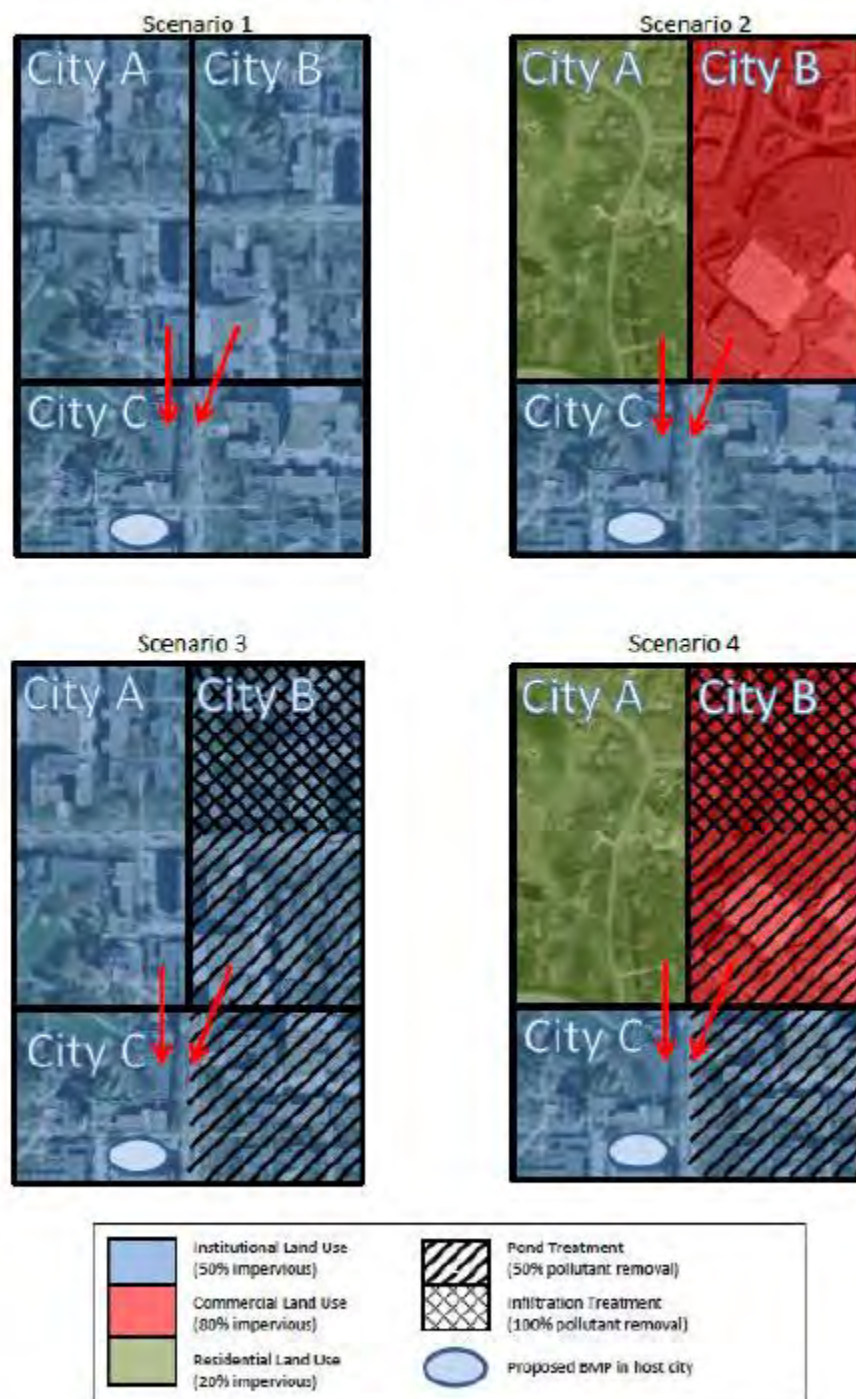 Scenario 1
City A
City B
City C
Scenario 2
City A
City B
City C
Scenario 3
City A
City B
City C
Scenario 4
City A
City B
City C
Institutional Land Use
(50% impervious)
Commercial Land Use
(80% impervious)
Residential Land Use
(20% impervious)
Pond Treatment
(50% pollutant removal)
Infiltration Treatment
(100% pollutant removal)
Proposed BMP in host city